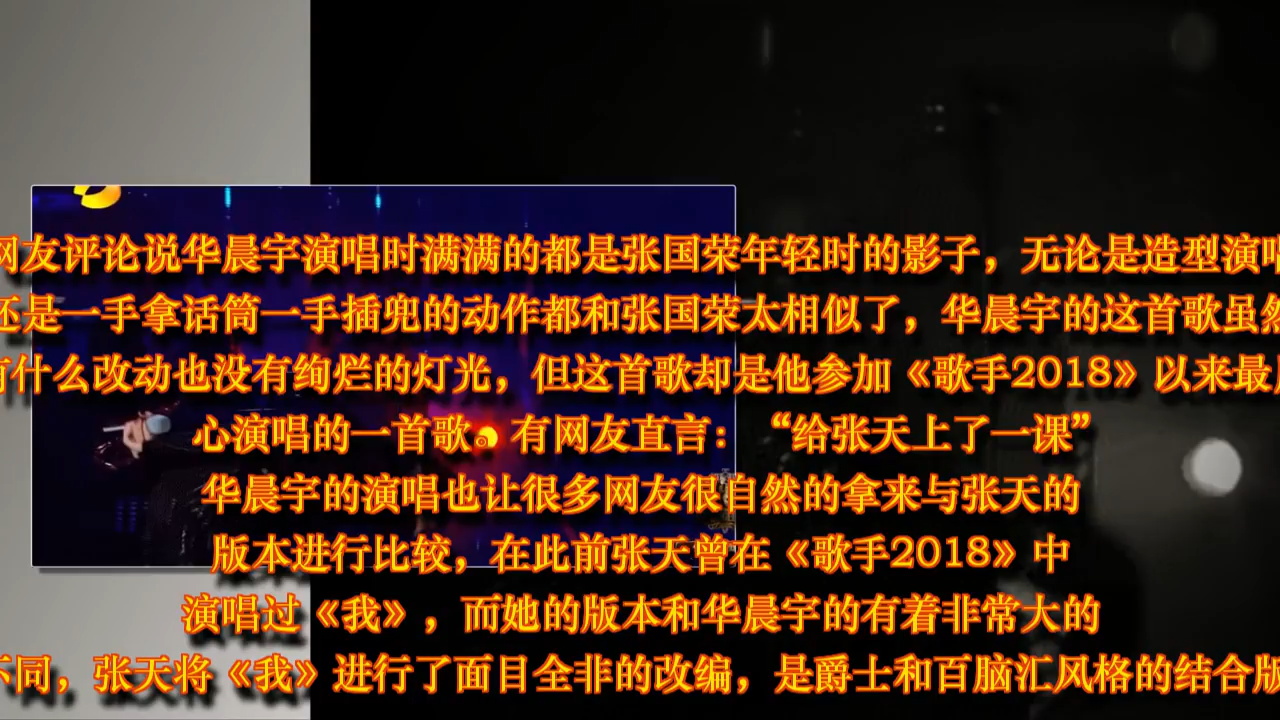 网友评论说华晨宇演唱时满满的都是张国荣年轻时的影子，无论是造型演唱
还是一手拿话筒一手插兜的动作都和张国荣太相似了，华晨宇的这首歌虽然
有什么改动也没有绚烂的灯光，但这首歌却是他参加《歌手2018》以来最
心演唱的一首歌。有网友直言：“给张天上了一课”
华晨宇的演唱也让很多网友很自然的拿来与张天的
版本进行比较，在此前张天曾在《歌手2018》中
演唱过《我》，而她的版本和华晨宇的有着非常大的
不同，张天将《我》进行了面目全非的改编，是爵士和百脑汇风格的结合版